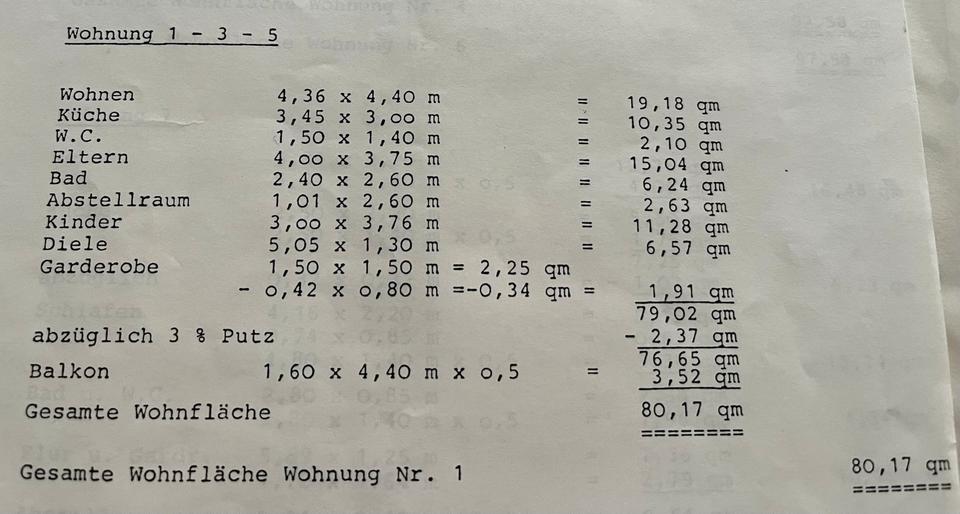 Wohnung 1 - 3 - 5
Wohnen 4,36 x 4,40 m = 19,18 qm
Küche 3,45 x 3,oo m = 10,35 qm
W.C. 1,50 x 1,40 m = 2,10 qm
Eltern 4,oo x 3,75 m = 15,04 qm
Bad 2,40 x 2,60 m = 6,24 qm
Abstellraum 1,01 x 2,60 m = 2,63 qm
Kinder 3,oo x 3,76 m = 11,28 qm
Diele 5,05 x 1,30 m = 6,57 qm
Garderobe 1,50 x 1,50 m = 2,25 qm
- o,42 x o,80 m =-o,34 qm = 1,91 qm
79,02 qm
abzüglich 3 % Putz - 2,37 qm
76,65 qm
Balkon 1,60 x 4,40 m x o,5 = 3,52 qm
Gesamte Wohnfläche 80,17 qm
========
Gesamte Wohnfläche Wohnung Nr. 1 80,17 qm
========